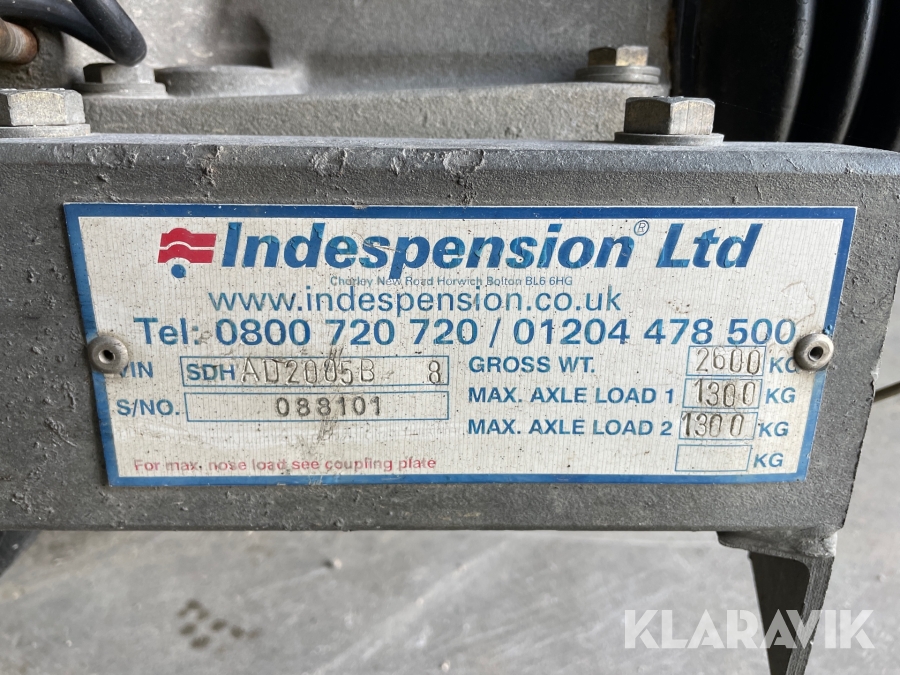 Indespension® Ltd
Chorley New Road Horwich Bolton BL6 6HG
www.indespension.co.uk
Tel: 0800 720 720 / 01204 478 500
VIN SDH AD2005B 8
S/NO. 088101
GROSS WT. 2600 KG
MAX. AXLE LOAD 1 1300 KG
MAX. AXLE LOAD 2 1300 KG
KG
For max. nose load see coupling plate
KLARAVIK